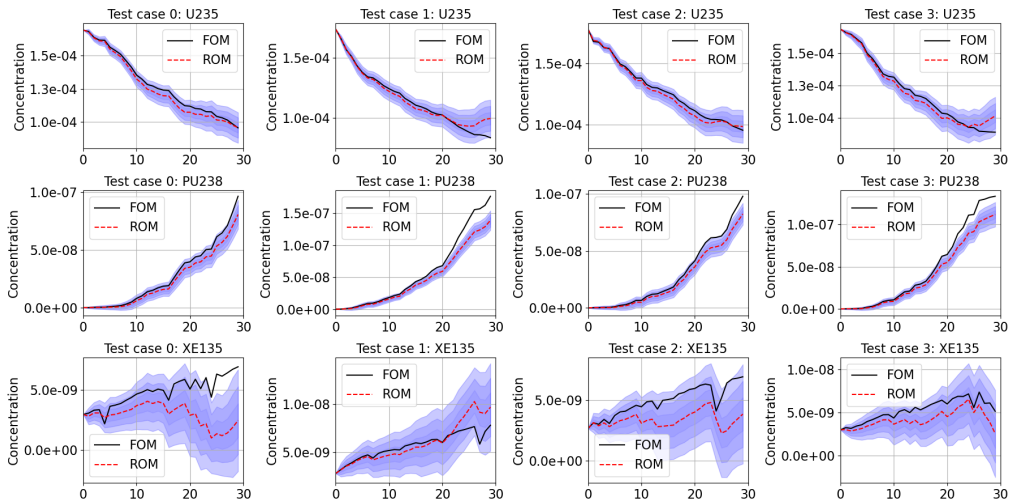 Test case 0: U235
Test case 1: U235
Test case 2: U235
Test case 3: U235
Concentration
1.5e-04
1.3e-04
1.0e-04
FOM
ROM
0 10 20 30
Concentration
1.5e-04
1.0e-04
FOM
ROM
0 10 20 30
Concentration
1.5e-04
1.0e-04
FOM
ROM
0 10 20 30
Concentration
1.5e-04
1.3e-04
1.0e-04
FOM
ROM
0 10 20 30
Test case 0: PU238
Test case 1: PU238
Test case 2: PU238
Test case 3: PU238
Concentration
1.0e-07
5.0e-08
0.0e+00
FOM
ROM
0 10 20 30
Concentration
1.5e-07
1.0e-07
5.0e-08
0.0e+00
FOM
ROM
0 10 20 30
Concentration
1.0e-07
5.0e-08
0.0e+00
FOM
ROM
0 10 20 30
Concentration
1.0e-07
5.0e-08
0.0e+00
FOM
ROM
0 10 20 30
Test case 0: XE135
Test case 1: XE135
Test case 2: XE135
Test case 3: XE135
Concentration
5.0e-09
0.0e+00
FOM
ROM
FOM
ROM
0 10 20 30
Concentration
1.0e-08
5.0e-09
FOM
ROM
0 10 20 30
Concentration
5.0e-09
0.0e+00
FOM
ROM
FOM
ROM
0 10 20 30
Concentration
5.0e-09
0.0e+00
FOM
ROM
0 10 20 30